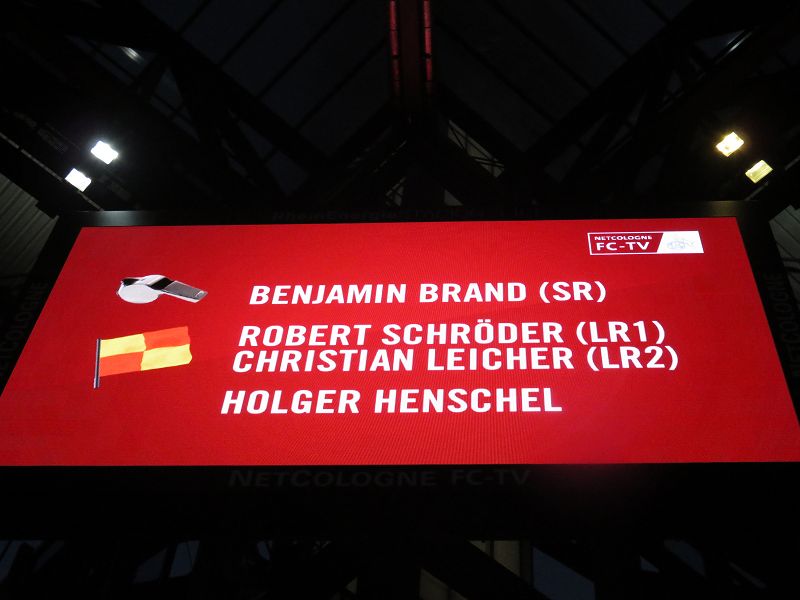 NETCOLOGNE
FC-TV
BENJAMIN BRAND (SR)
ROBERT SCHRÖDER (LR1)
CHRISTIAN LEICHER (LR2)
HOLGER HENSCHEL
NETCOLOGNE FC-TV